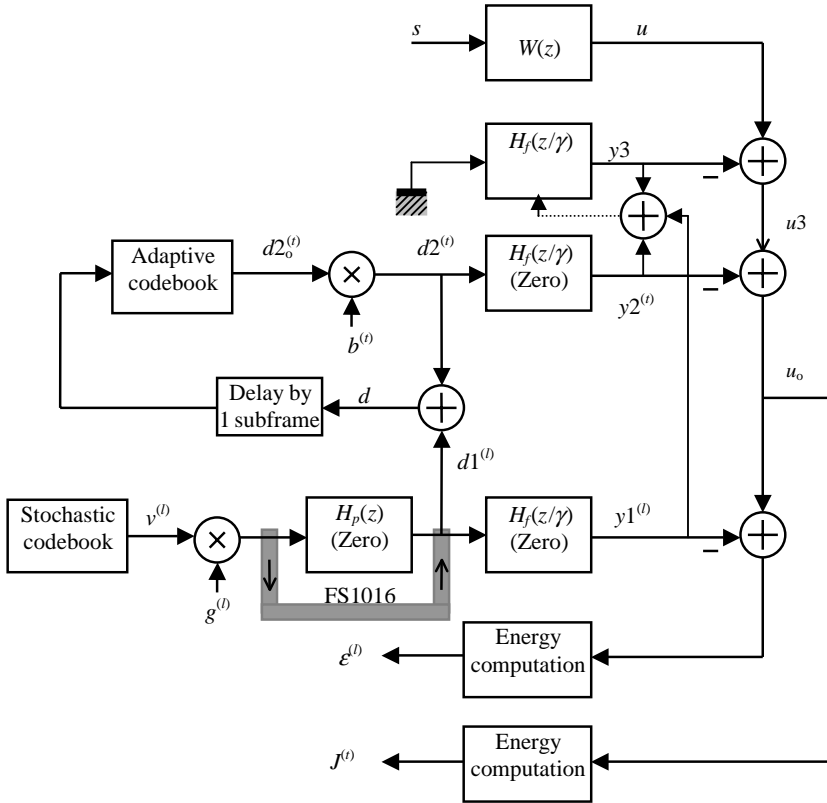 s
W(z)
u
H_f(z/γ)
y3
−
u3
Adaptive
codebook
d2_o^(t)
×
d2^(t)
H_f(z/γ)
(Zero)
−
y2^(t)
b^(t)
Delay by
1 subframe
d
u_o
d1^(l)
Stochastic
codebook
v^(l)
×
H_p(z)
(Zero)
H_f(z/γ)
(Zero)
y1^(l)
−
g^(l)
FS1016
ε^(l)
Energy
computation
J^(t)
Energy
computation